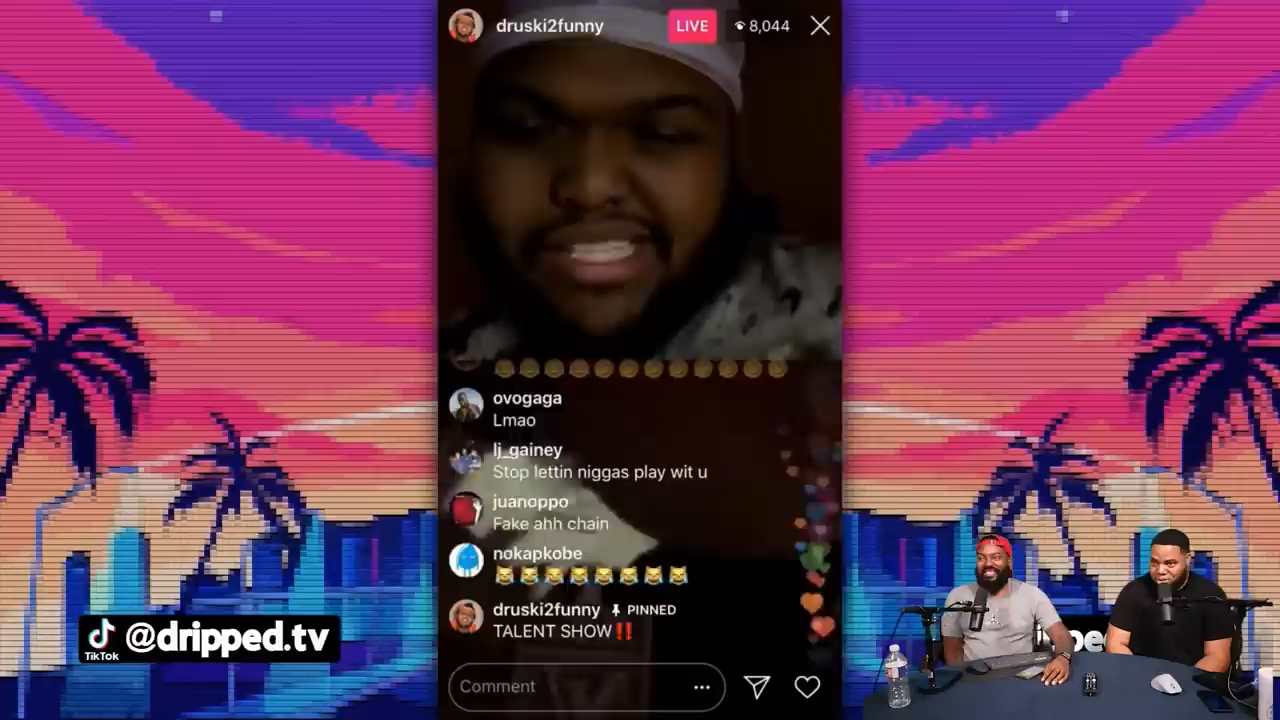 druski2funny
LIVE
8,044
ovogaga
Lmao
lj_gainey
Stop lettin niggas play wit u
juanoppo
Fake ahh chain
nokapkobe
druski2funny PINNED
TALENT SHOW‼️
Comment
TikTok
@dripped.tv